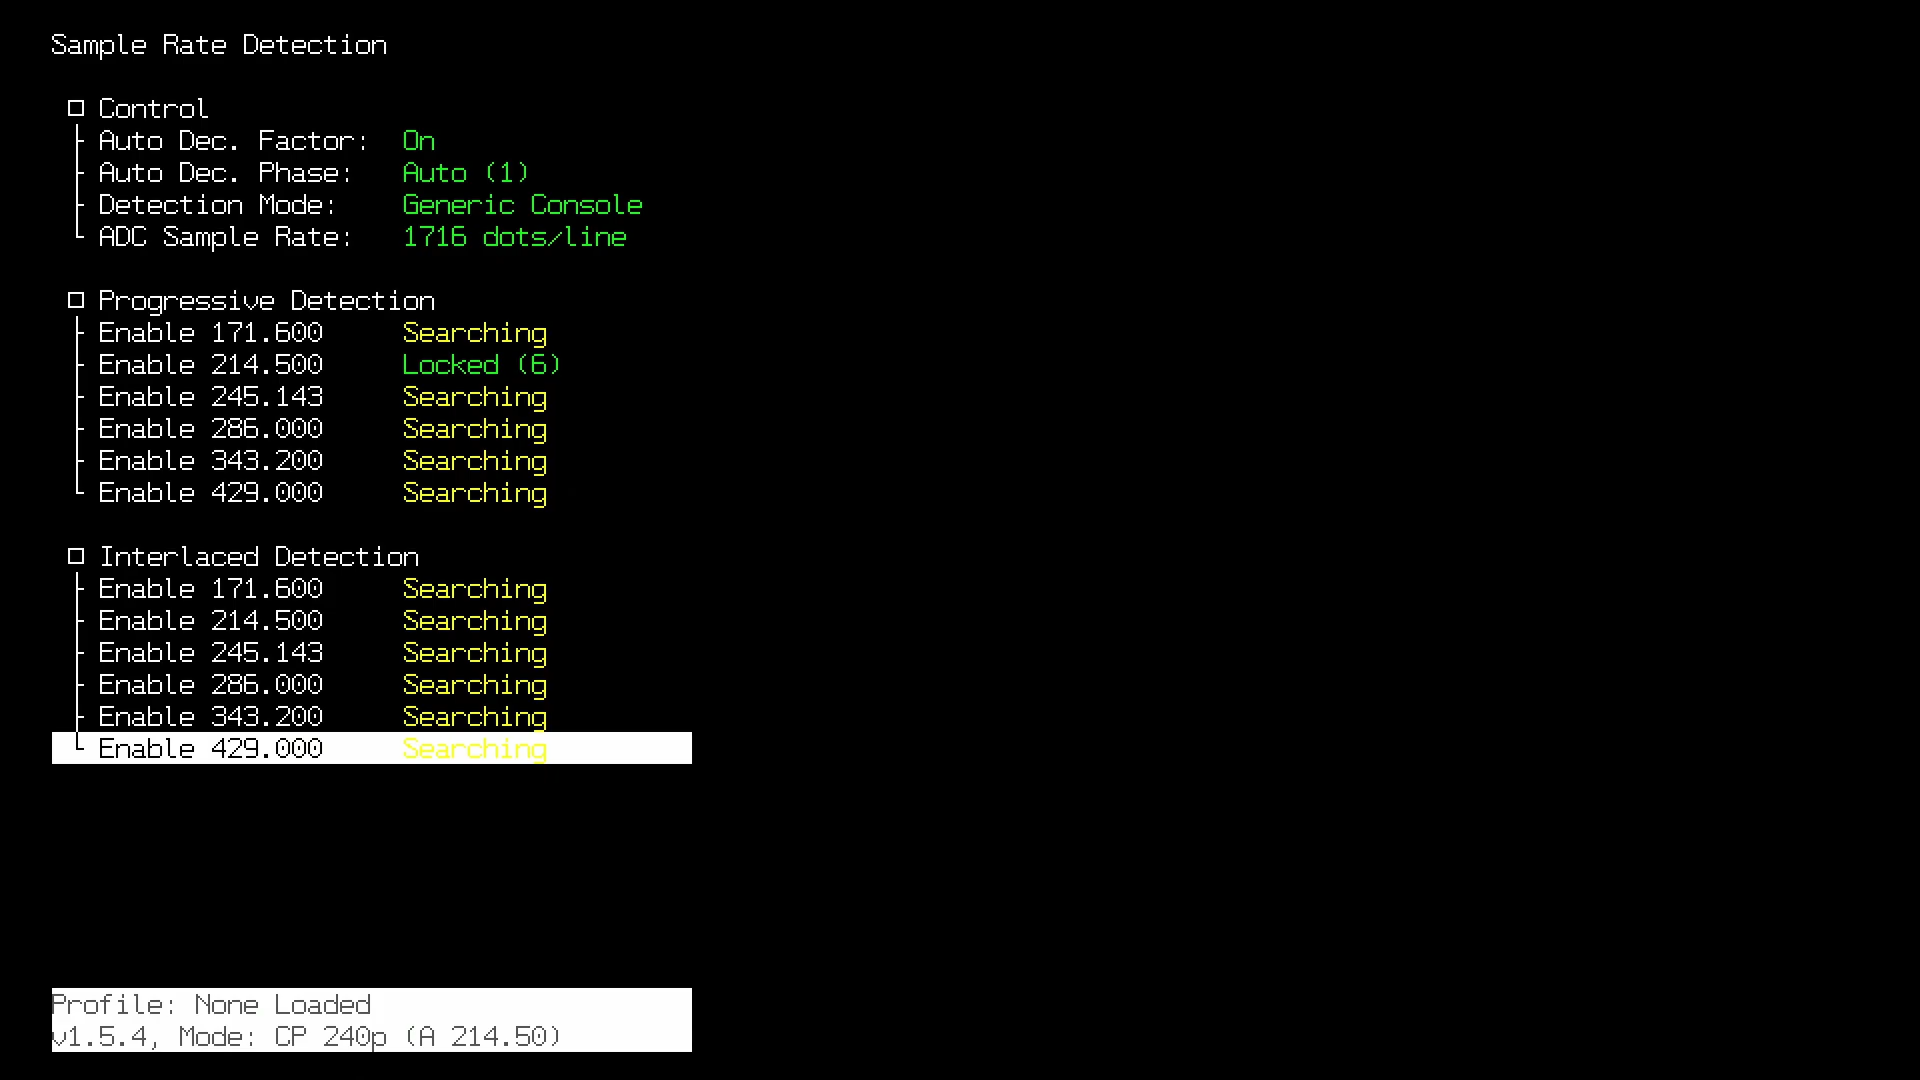 Sample Rate Detection
Control
Auto Dec. Factor: On
Auto Dec. Phase: Auto (1)
Detection Mode: Generic Console
ADC Sample Rate: 1716 dots/line
Progressive Detection
Enable 171.600 Searching
Enable 214.500 Locked (6)
Enable 245.143 Searching
Enable 286.000 Searching
Enable 343.200 Searching
Enable 429.000 Searching
Interlaced Detection
Enable 171.600 Searching
Enable 214.500 Searching
Enable 245.143 Searching
Enable 286.000 Searching
Enable 343.200 Searching
Enable 429.000 Searching
Profile: None Loaded
v1.5.4, Mode: CP 240p (A 214.50)